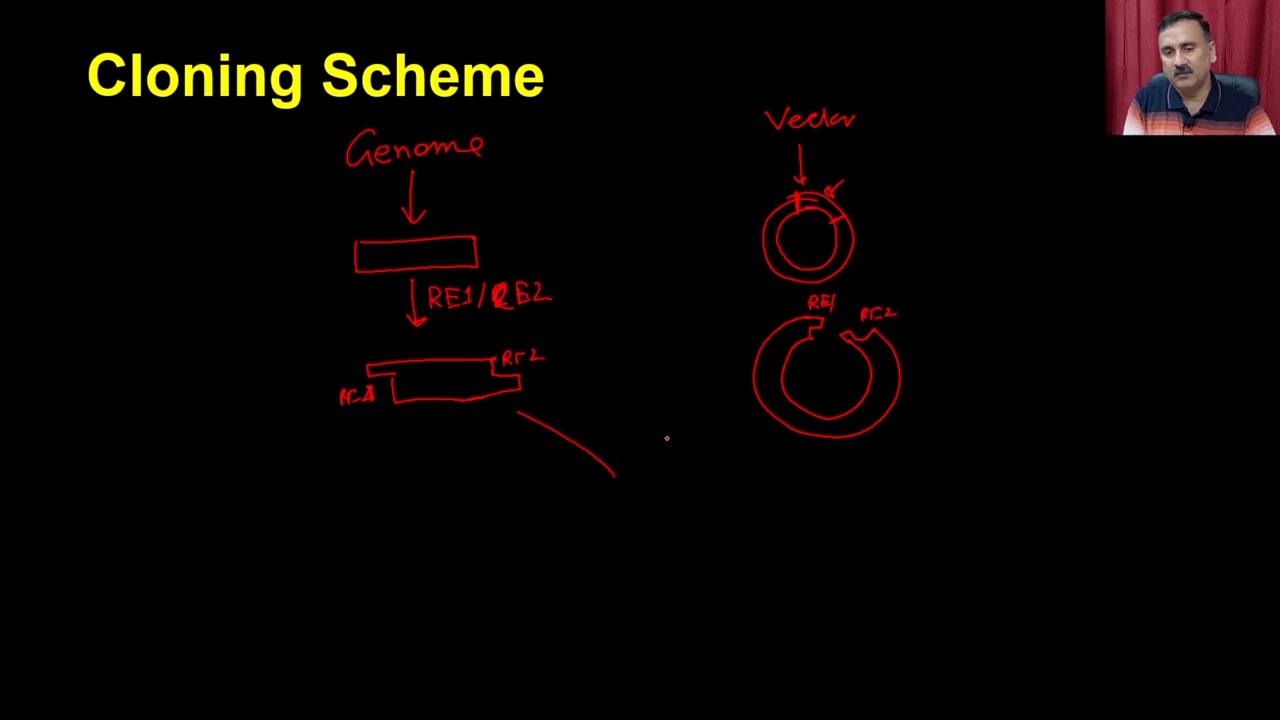 Cloning Scheme
Genome
Vector
RE1/RE2
RE1
RE2
RE2
RE1